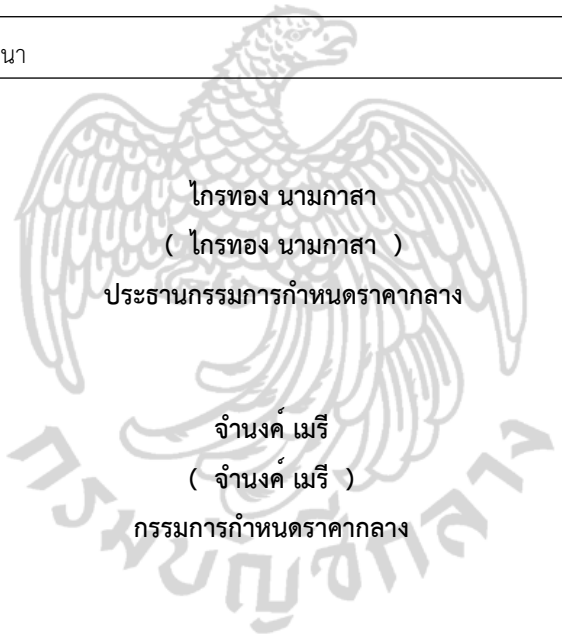 นา
ไกรทอง นามกาสา
( ไกรทอง นามกาสา )
ประธานกรรมการกำหนดราคากลาง
จำนงค์ เมรี
( จำนงค์ เมรี )
กรรมการกำหนดราคากลาง
กรมบัญชีกลาง